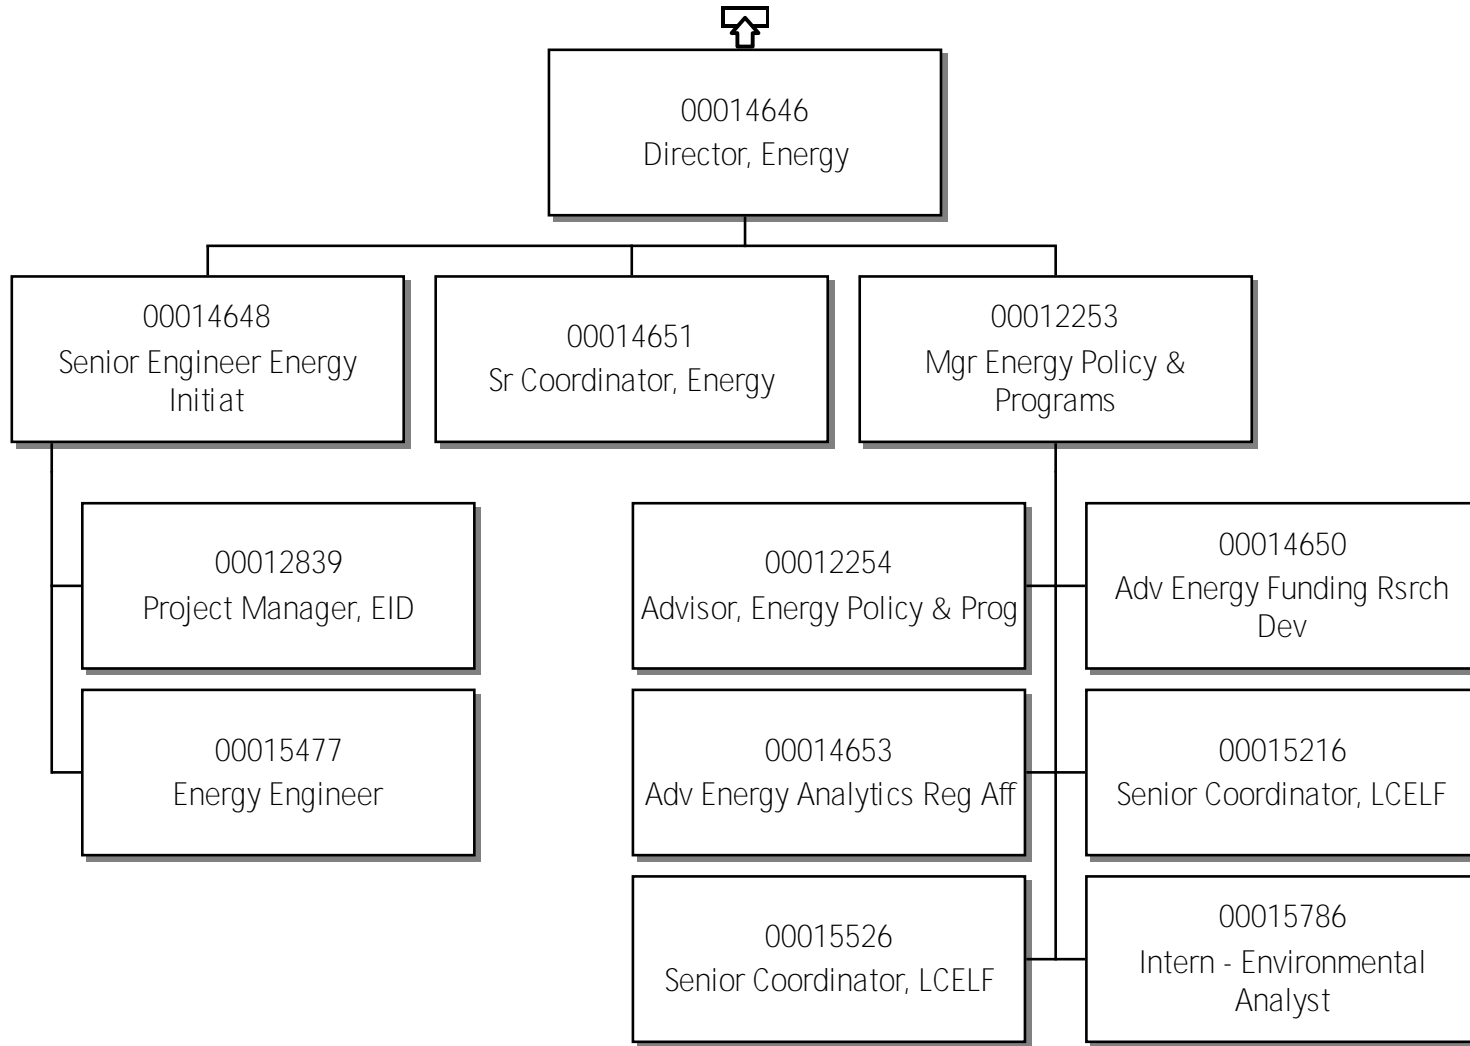 00014646
Director, Energy
00014648
Senior Engineer Energy
Initiat
00014651
Sr Coordinator, Energy
00012253
Mgr Energy Policy &
Programs
00012839
Project Manager, EID
00012254
Advisor, Energy Policy & Prog
00014650
Adv Energy Funding Rsrch
Dev
00015477
Energy Engineer
00014653
Adv Energy Analytics Reg Aff
00015216
Senior Coordinator, LCELF
00015526
Senior Coordinator, LCELF
00015786
Intern - Environmental
Analyst